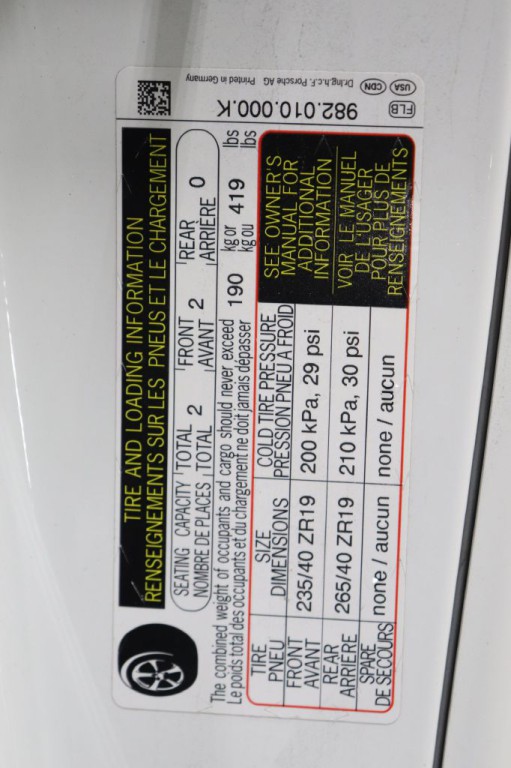 TIRE AND LOADING INFORMATION
RENSEIGNEMENTS SUR LES PNEUS ET LE CHARGEMENT
SEATING CAPACITY TOTAL 2 FRONT 2 REAR 0
NOMBRE DE PLACES TOTAL AVANT ARRIÈRE
The combined weight of occupants and cargo should never exceed 190 kg or 419 lbs
Le poids total des occupants et du chargement ne doit jamais dépasser kg ou lbs
TIRE SIZE COLD TIRE PRESSURE
PNEU DIMENSIONS PRESSION PNEU A FROID
FRONT
AVANT 235/40 ZR19 200 kPa, 29 psi
REAR
ARRIÈRE 265/40 ZR19 210 kPa, 30 psi
SPARE
DE SECOURS none / aucun none / aucun
SEE OWNER'S
MANUAL FOR
ADDITIONAL
INFORMATION
VOIR LE MANUEL
DE L'USAGER
POUR PLUS DE
RENSEIGNEMENTS
Dr.Ing.h.c.F. Porsche AG Printed in Germany
USA CDN
982.010.000.K
FLB